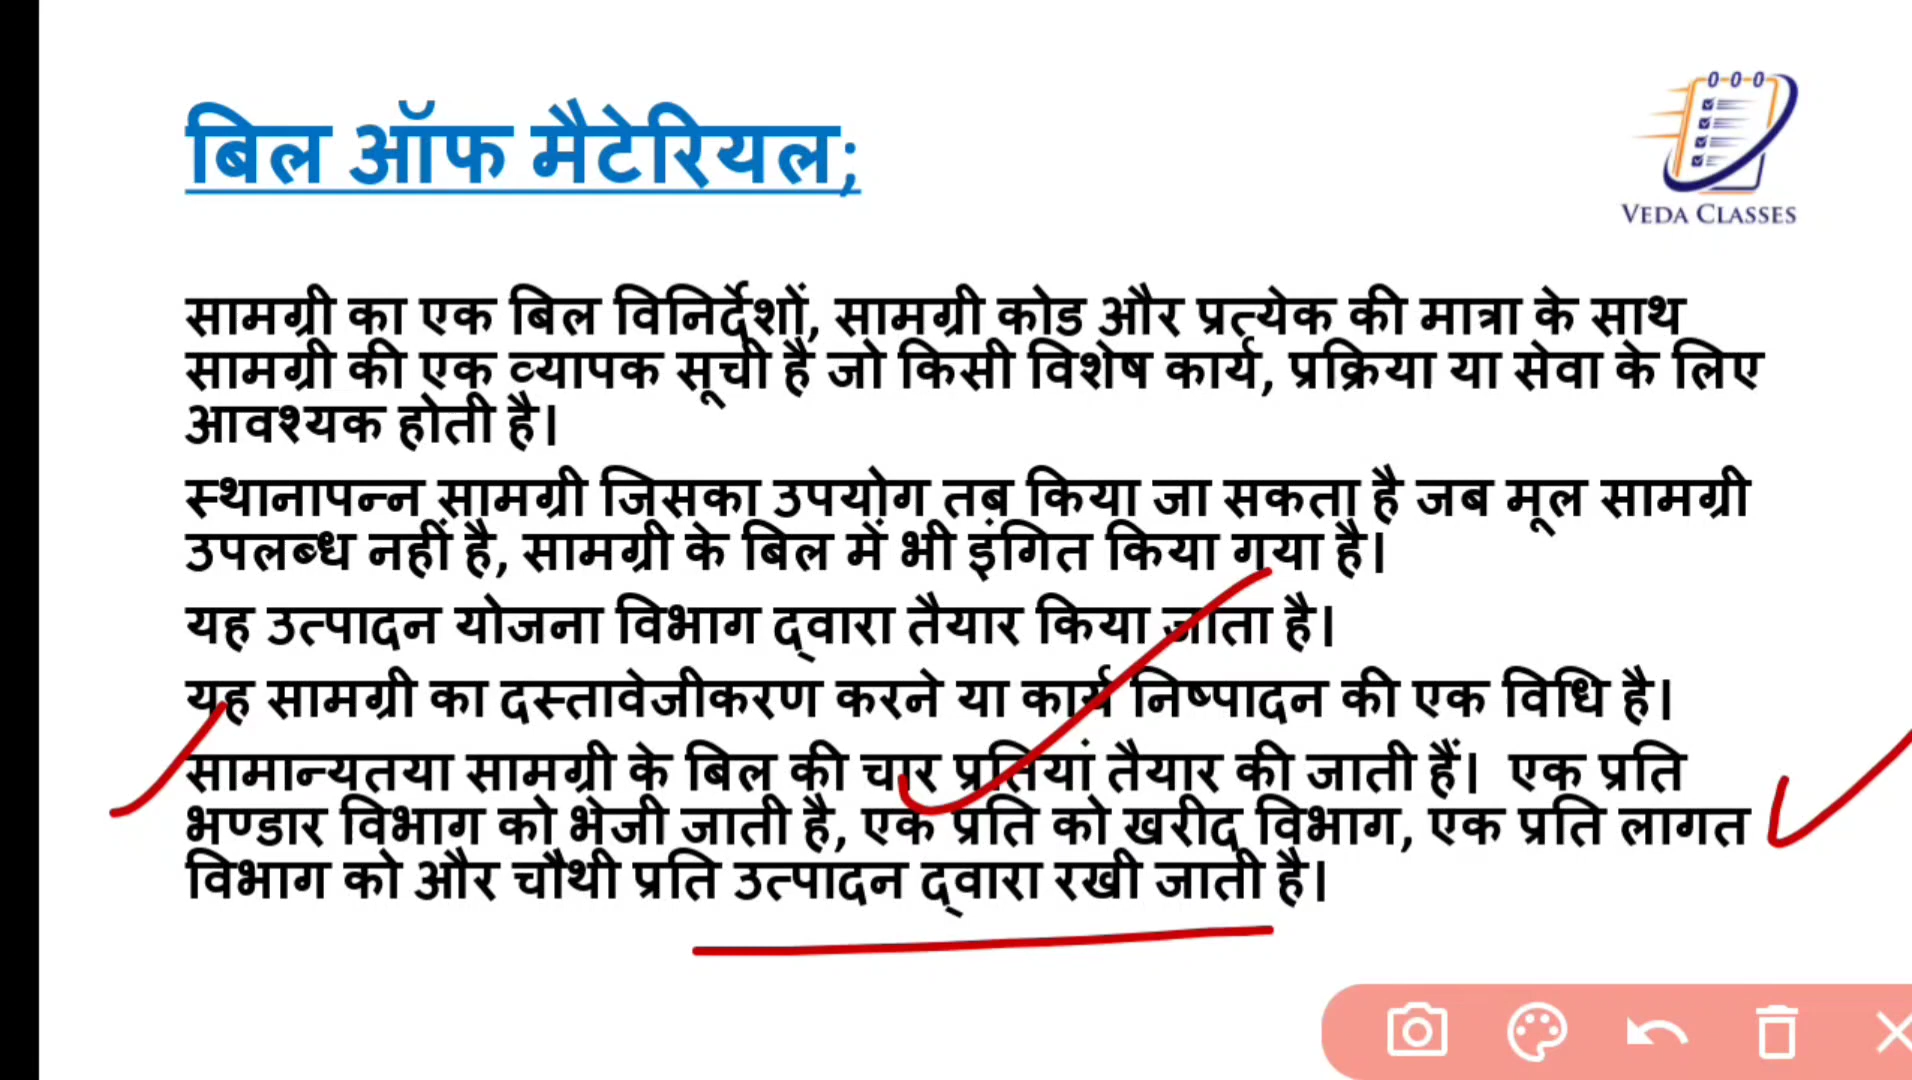 बिल ऑफ मैटेरियल;
VEDA CLASSES
सामग्री का एक बिल विनिर्देशों, सामग्री कोड और प्रत्येक की मात्रा के साथ
सामग्री की एक व्यापक सूची है जो किसी विशेष कार्य, प्रक्रिया या सेवा के लिए
आवश्यक होती है।
स्थानापन्न सामग्री जिसका उपयोग तब किया जा सकता है जब मूल सामग्री
उपलब्ध नहीं है, सामग्री के बिल में भी इंगित किया गया है।
यह उत्पादन योजना विभाग द्वारा तैयार किया जाता है।
यह सामग्री का दस्तावेजीकरण करने या कार्य निष्पादन की एक विधि है।
सामान्यतया सामग्री के बिल की चार प्रतियां तैयार की जाती हैं।  एक प्रति
भण्डार विभाग को भेजी जाती है, एक प्रति को खरीद विभाग, एक प्रति लागत
विभाग को और चौथी प्रति उत्पादन द्वारा रखी जाती है।